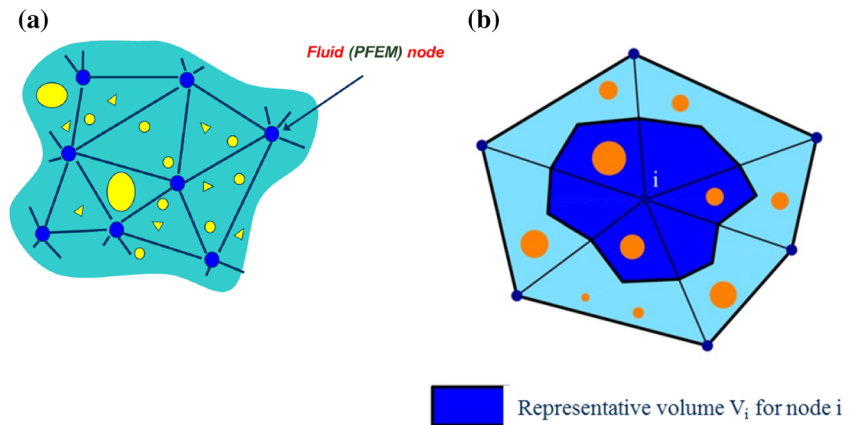 (a)
Fluid (PFEM) node
(b)
i
Representative volume Vᵢ for node i